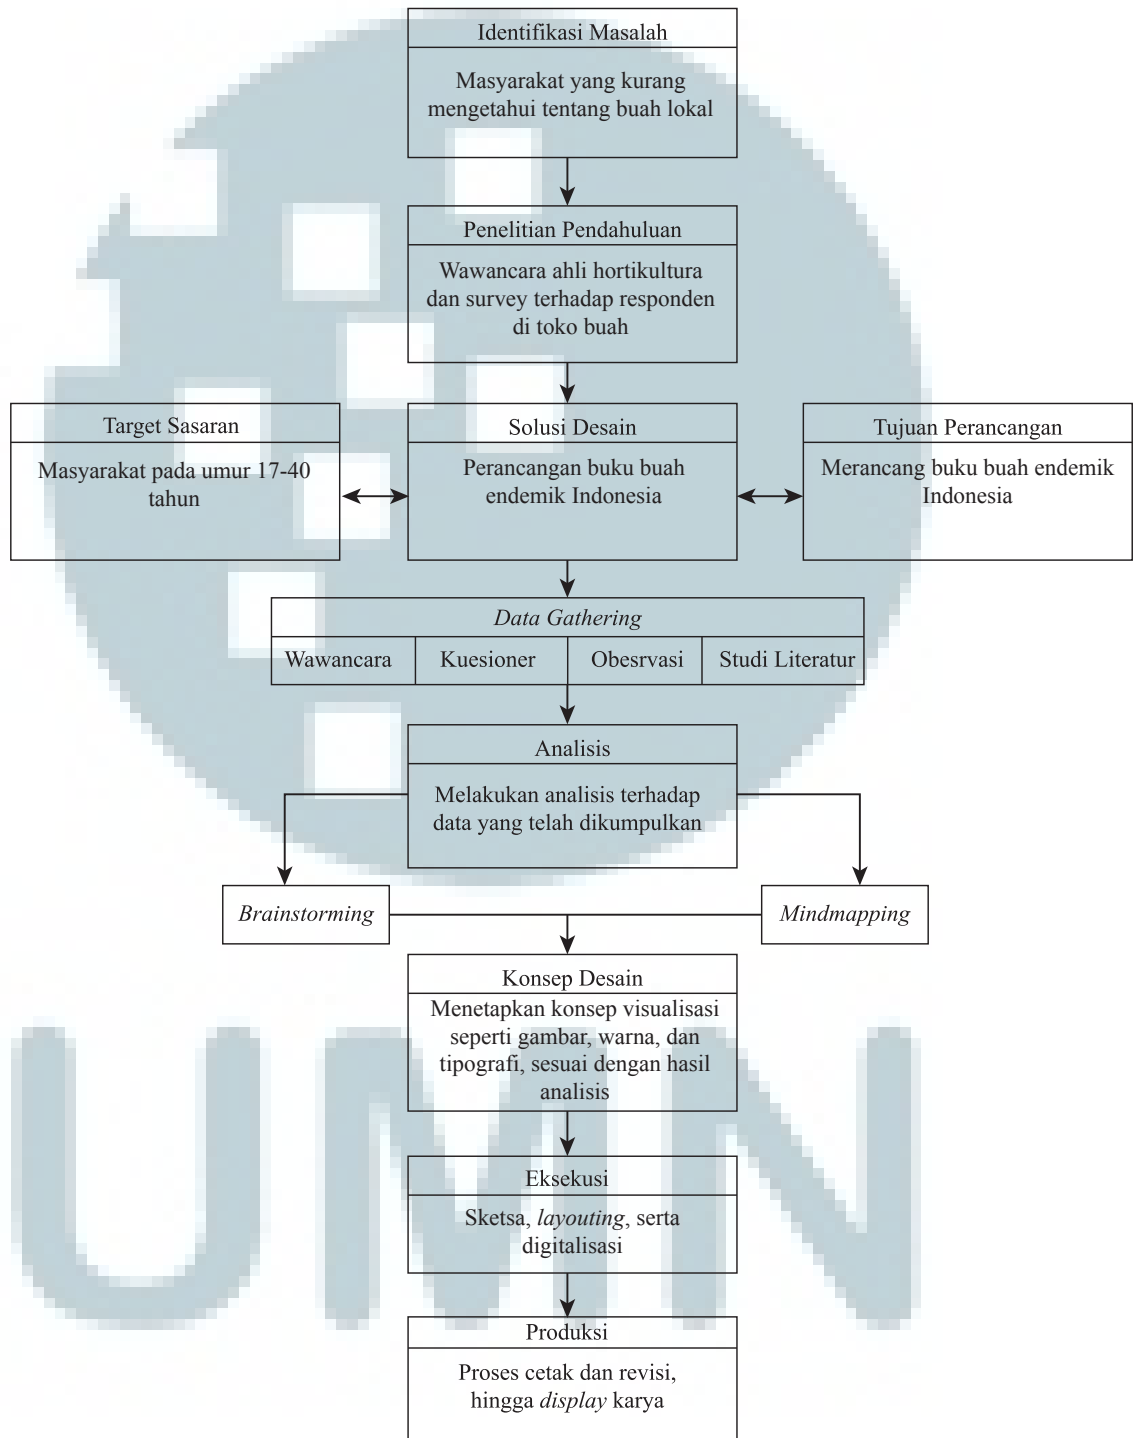 Identifikasi Masalah
Masyarakat yang kurang
mengetahui tentang buah lokal
Penelitian Pendahuluan
Wawancara ahli hortikultura
dan survey terhadap responden
di toko buah
Target Sasaran
Masyarakat pada umur 17-40
tahun
Solusi Desain
Perancangan buku buah
endemik Indonesia
Tujuan Perancangan
Merancang buku buah endemik
Indonesia
Data Gathering
Wawancara
Kuesioner
Obesrvasi
Studi Literatur
Analisis
Melakukan analisis terhadap
data yang telah dikumpulkan
Brainstorming
Mindmapping
Konsep Desain
Menetapkan konsep visualisasi
seperti gambar, warna, dan
tipografi, sesuai dengan hasil
analisis
Eksekusi
Sketsa, layouting, serta
digitalisasi
Produksi
Proses cetak dan revisi,
hingga display karya
UMN